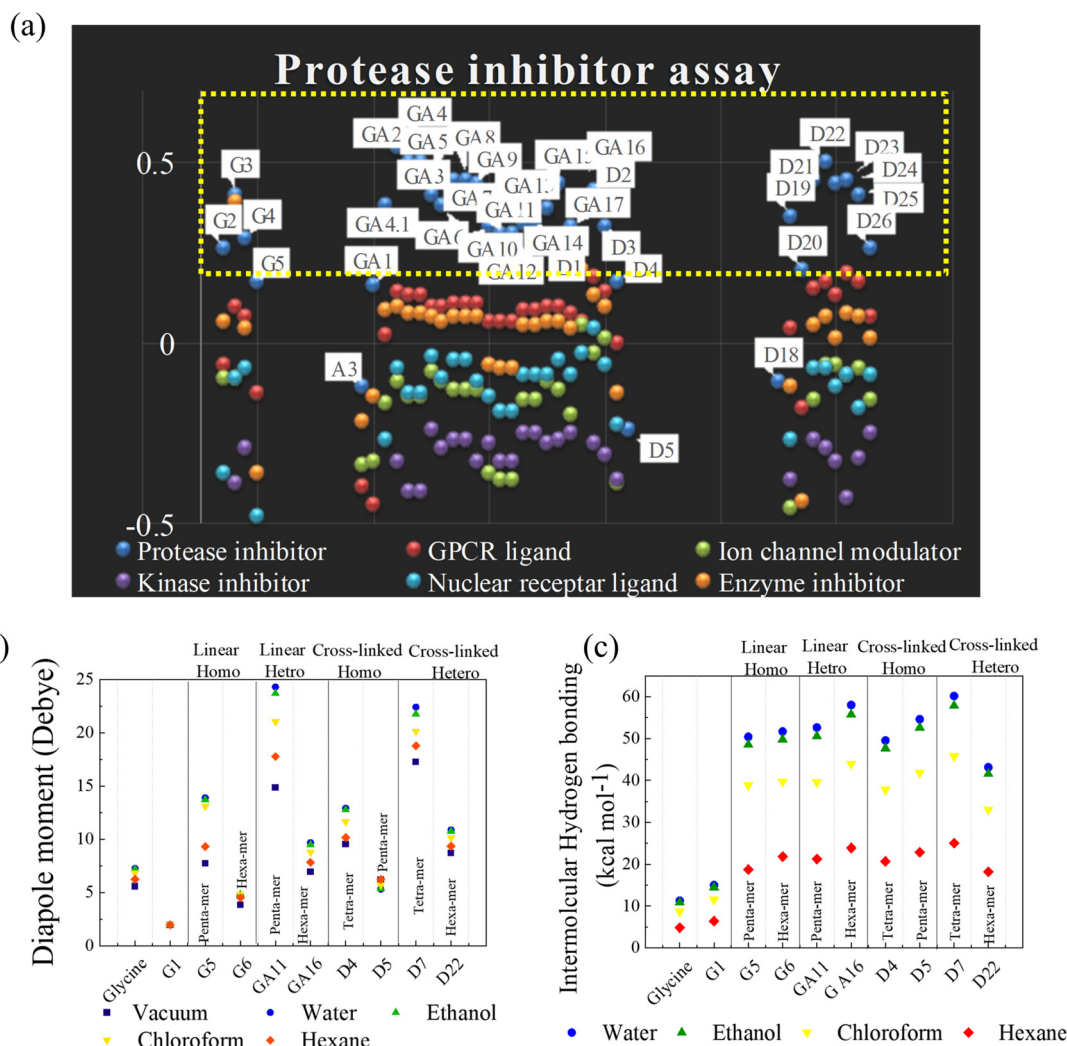 (a)
Protease inhibitor assay
GA4
GA2
GA5
GA8
GA9
GA3
GA16
D22
D23
D21
D24
D19
D25
G3
0.5
D2
G2
G4
GA11
GA17
GA4.1
GA10
GA14
D26
G5
GA1
GA12
D1
D3
D4
D20
0
A3
D18
D5
-0.5
Protease inhibitor
GPCR ligand
Ion channel modulator
Kinase inhibitor
Nuclear receptar ligand
Enzyme inhibitor
)
Linear
Homo
Linear
Hetro
Cross-linked
Homo
Cross-linked
Hetero
Diapole moment (Debye)
25
20
15
10
5
0
Penta-mer
Hexa-mer
Penta-mer
Hexa-mer
Tetra-mer
Penta-mer
Tetra-mer
Hexa-mer
Glycine
G1
G5
G6
GA11
GA16
D4
D5
D7
D22
Vacuum
Water
Ethanol
Chloroform
Hexane
(c)
Linear
Homo
Linear
Hetro
Cross-linked
Homo
Cross-linked
Hetero
Intermolcular Hydrogen bonding
(kcal mol-1)
60
50
40
30
20
10
0
Penta-mer
Hexa-mer
Penta-mer
Hexa-mer
Tetra-mer
Penta-mer
Tetra-mer
Hexa-mer
Glycine
G1
G5
G6
GA11
G A16
D4
D5
D7
D22
Water
Ethanol
Chloroform
Hexane